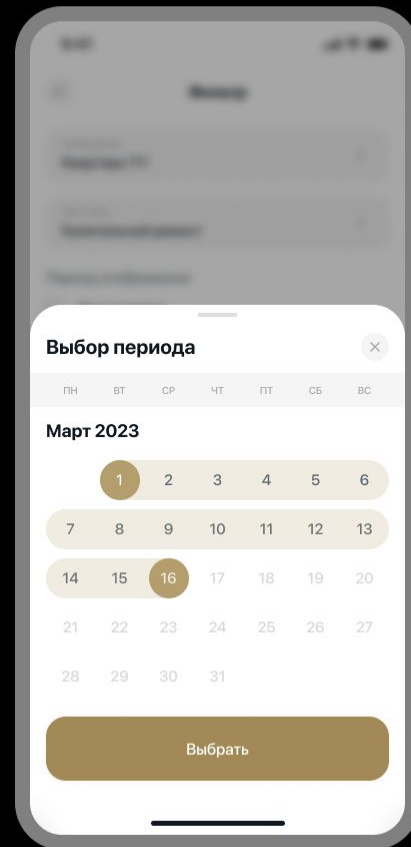 Выбор периода
ПН ВТ СР ЧТ ПТ СБ ВС
Март 2023
1 2 3 4 5 6
7 8 9 10 11 12 13
14 15 16 17 18 19 20
21 22 23 24 25 26 27
28 29 30 31
Выбрать